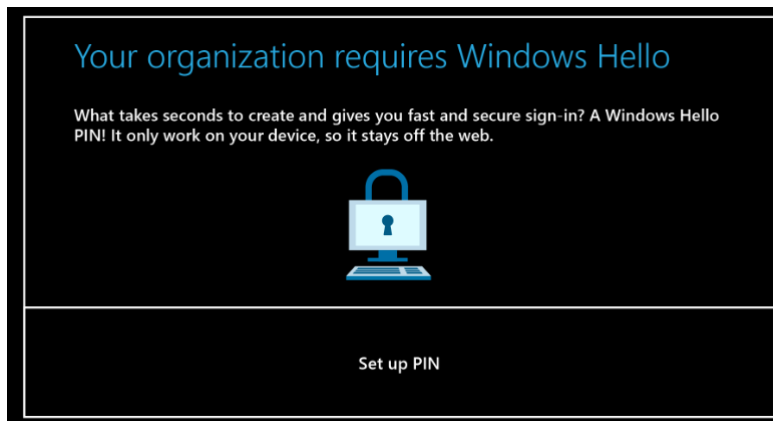 Your organization requires Windows Hello
What takes seconds to create and gives you fast and secure sign-in? A Windows Hello
PIN! It only work on your device, so it stays off the web.
Set up PIN